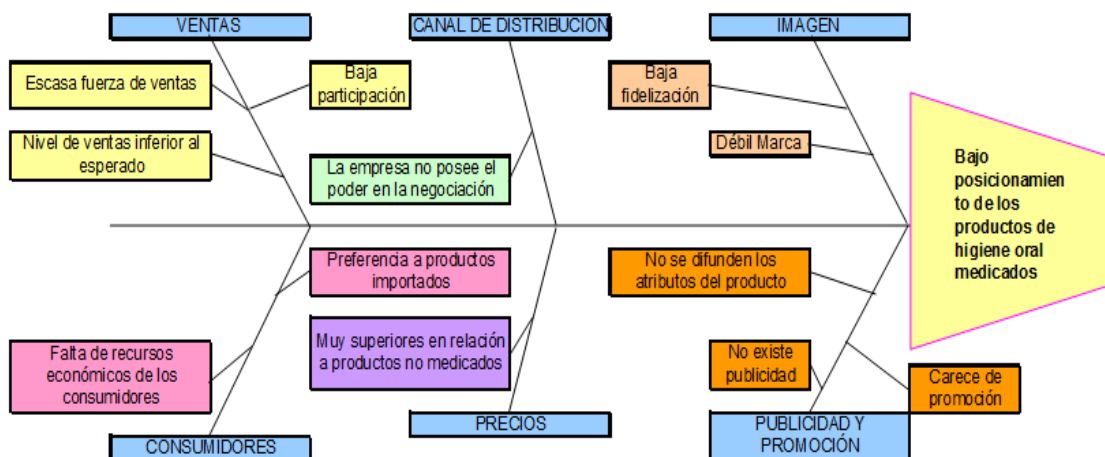 VENTAS
CANAL DE DISTRIBUCION
IMAGEN
Escasa fuerza de ventas
Baja
participación
Baja
fidelización
Nivel de ventas inferior al
esperado
La empresa no posee el
poder en la negociación
Débil Marca
Bajo
posicionamien
to de los
productos de
higiene oral
medicados
Preferencia a productos
importados
No se difunden los
atributos del producto
Falta de recursos
económicos de los
consumidores
Muy superiores en relación
a productos no medicados
No existe
publicidad
Carece de
promoción
CONSUMIDORES
PRECIOS
PUBLICIDAD Y
PROMOCIÓN